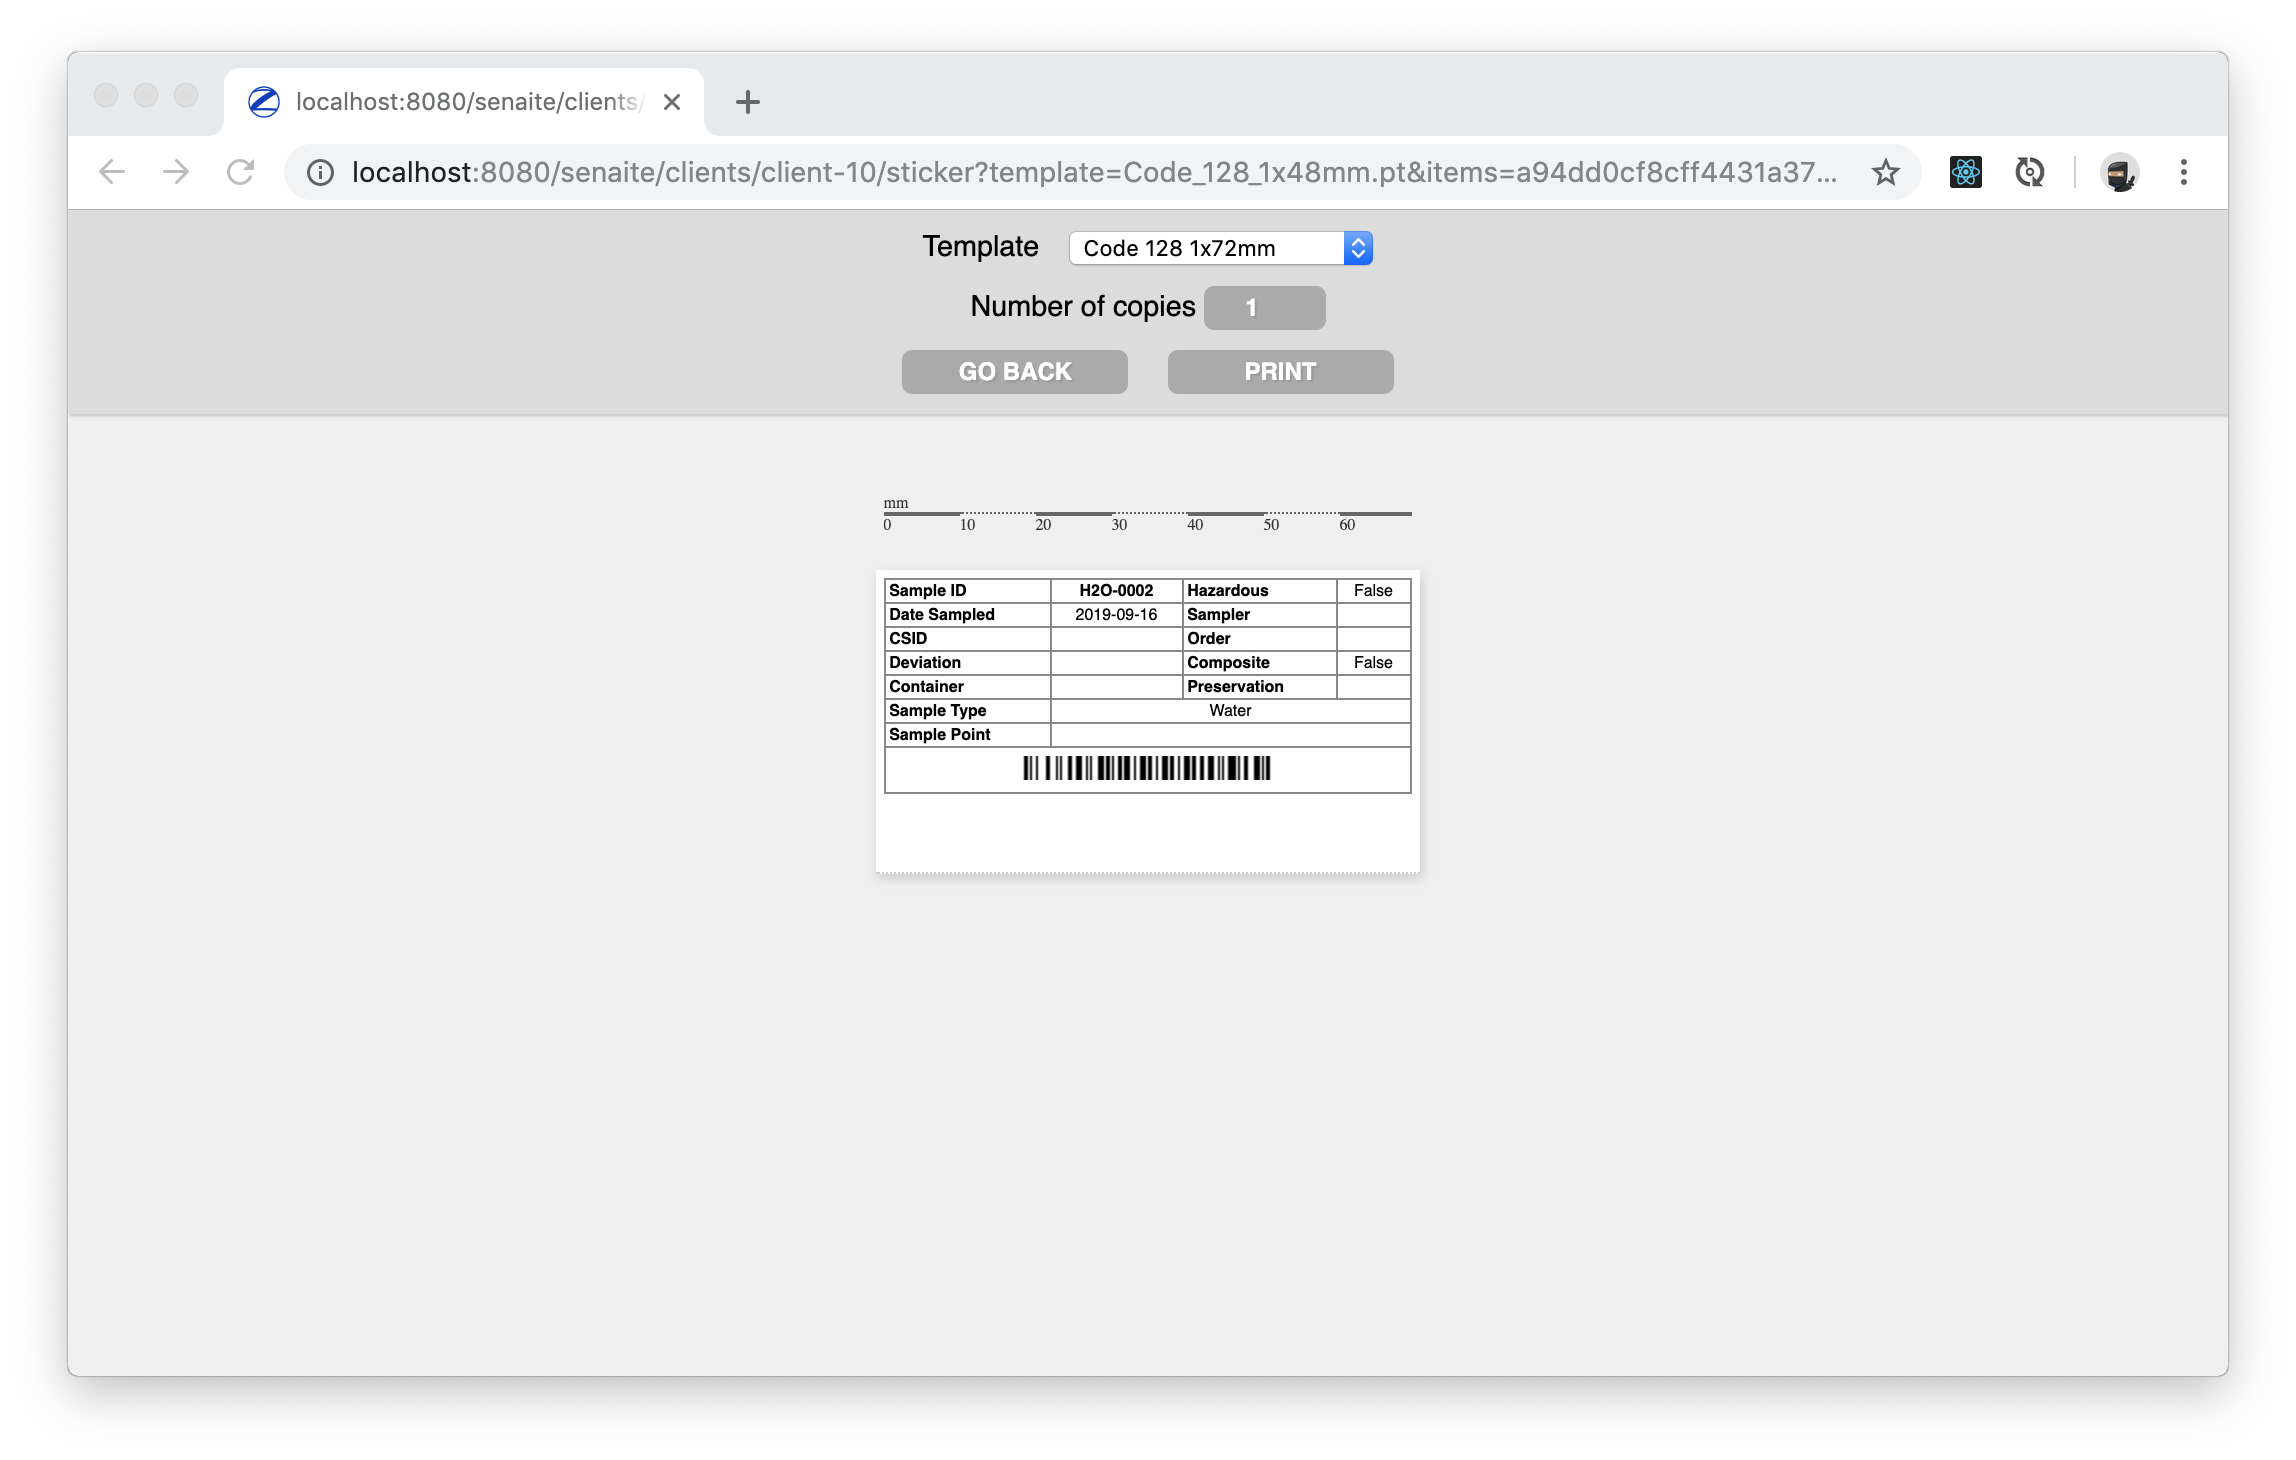 localhost:8080/senaite/clients/
localhost:8080/senaite/clients/client-10/sticker?template=Code_128_1x48mm.pt&items=a94dd0cf8cff4431a37...
Template Code 128 1x72mm
Number of copies 1
GO BACK PRINT
mm
0 10 20 30 40 50 60
Sample ID H2O-0002 Hazardous False
Date Sampled 2019-09-16 Sampler
CSID Order
Deviation Composite False
Container Preservation
Sample Type Water
Sample Point